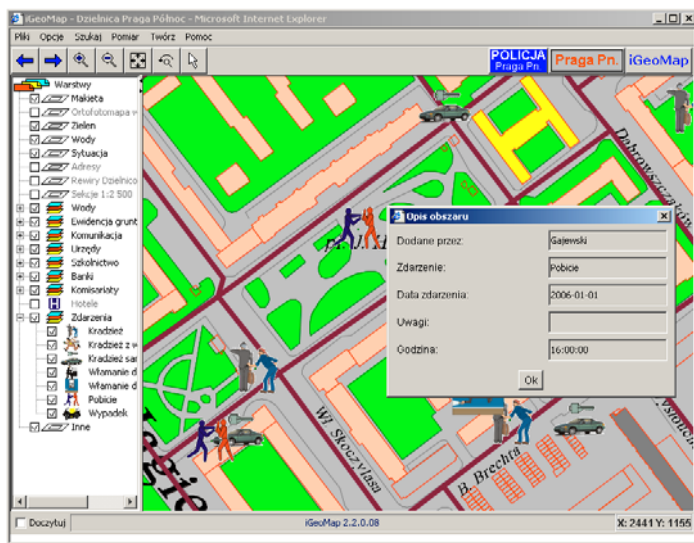 iGeoMap - Dzielnica Praga Północ - Microsoft Internet Explorer
Pliki Opcje Szukaj Pomiar Twórz Pomoc
POLICJA
Praga Pn.
Praga Pn.
iGeoMap
Warstwy
Makieta
Ortofotomapa w
Zielen
Wody
Sytuacja
Adresy
Rewiry Dzielnico
Sekcje 1:2 500
Wody
Ewidencja grunt
Komunikacja
Urzędy
Szkolnictwo
Banki
Komisariaty
Hotele
Zdarzenia
Kradzież
Kradzież z w
Kradzież sam
Włamanie d
Włamanie d
Pobicie
Wypadek
Inne
Dąbrowszczaków
pl. J. H
Upis obszaru
Dodane przez: Gajewski
Zdarzenie: Pobicie
Data zdarzenia: 2006-01-01
Uwagi:
Godzina: 16:00:00
Ok
Wł. Skoczylasa
B. Brechta
Doczytuj
iGeoMap 2.2.0.08
X: 2441 Y: 1155